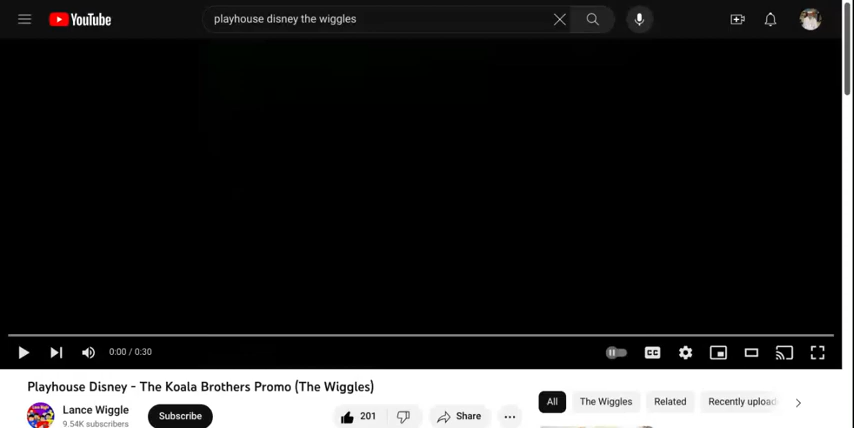 YouTube
playhouse disney the wiggles
0:00 / 0:30
CC
Playhouse Disney - The Koala Brothers Promo (The Wiggles)
Lance Wiggle
9.54K subscribers
Subscribe
201
Share
All
The Wiggles
Related
Recently upload